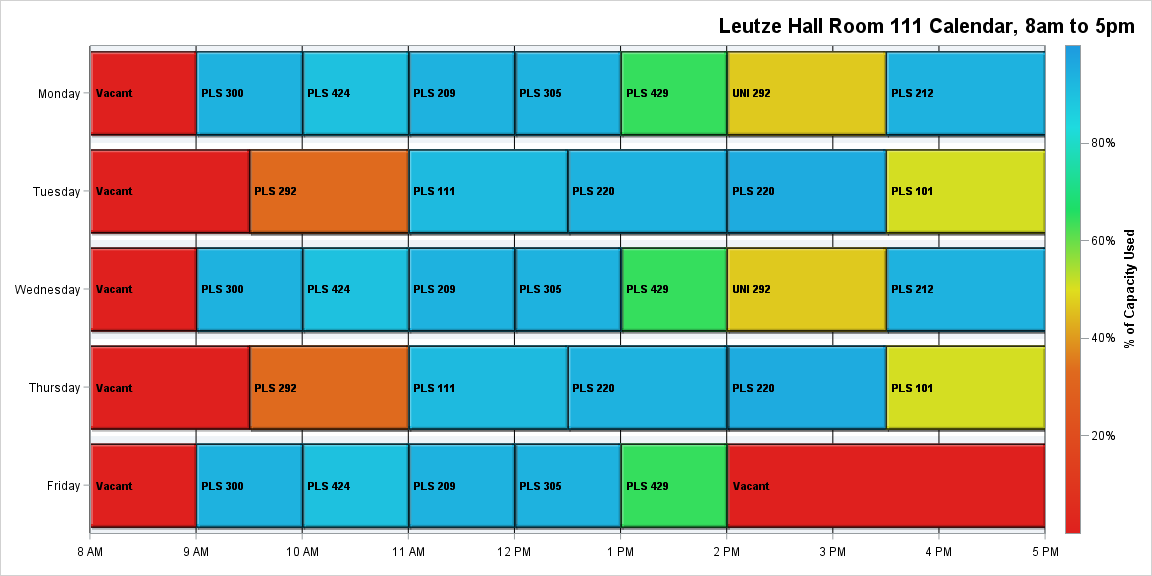 Leutze Hall Room 111 Calendar, 8am to 5pm
Monday
Vacant
PLS 300
PLS 424
PLS 209
PLS 305
PLS 429
UNI 292
PLS 212
Tuesday
Vacant
PLS 292
PLS 111
PLS 220
PLS 220
PLS 101
Wednesday
Vacant
PLS 300
PLS 424
PLS 209
PLS 305
PLS 429
UNI 292
PLS 212
Thursday
Vacant
PLS 292
PLS 111
PLS 220
PLS 220
PLS 101
Friday
Vacant
PLS 300
PLS 424
PLS 209
PLS 305
PLS 429
Vacant
8 AM
9 AM
10 AM
11 AM
12 PM
1 PM
2 PM
3 PM
4 PM
5 PM
80%
60%
40%
20%
% of Capacity Used